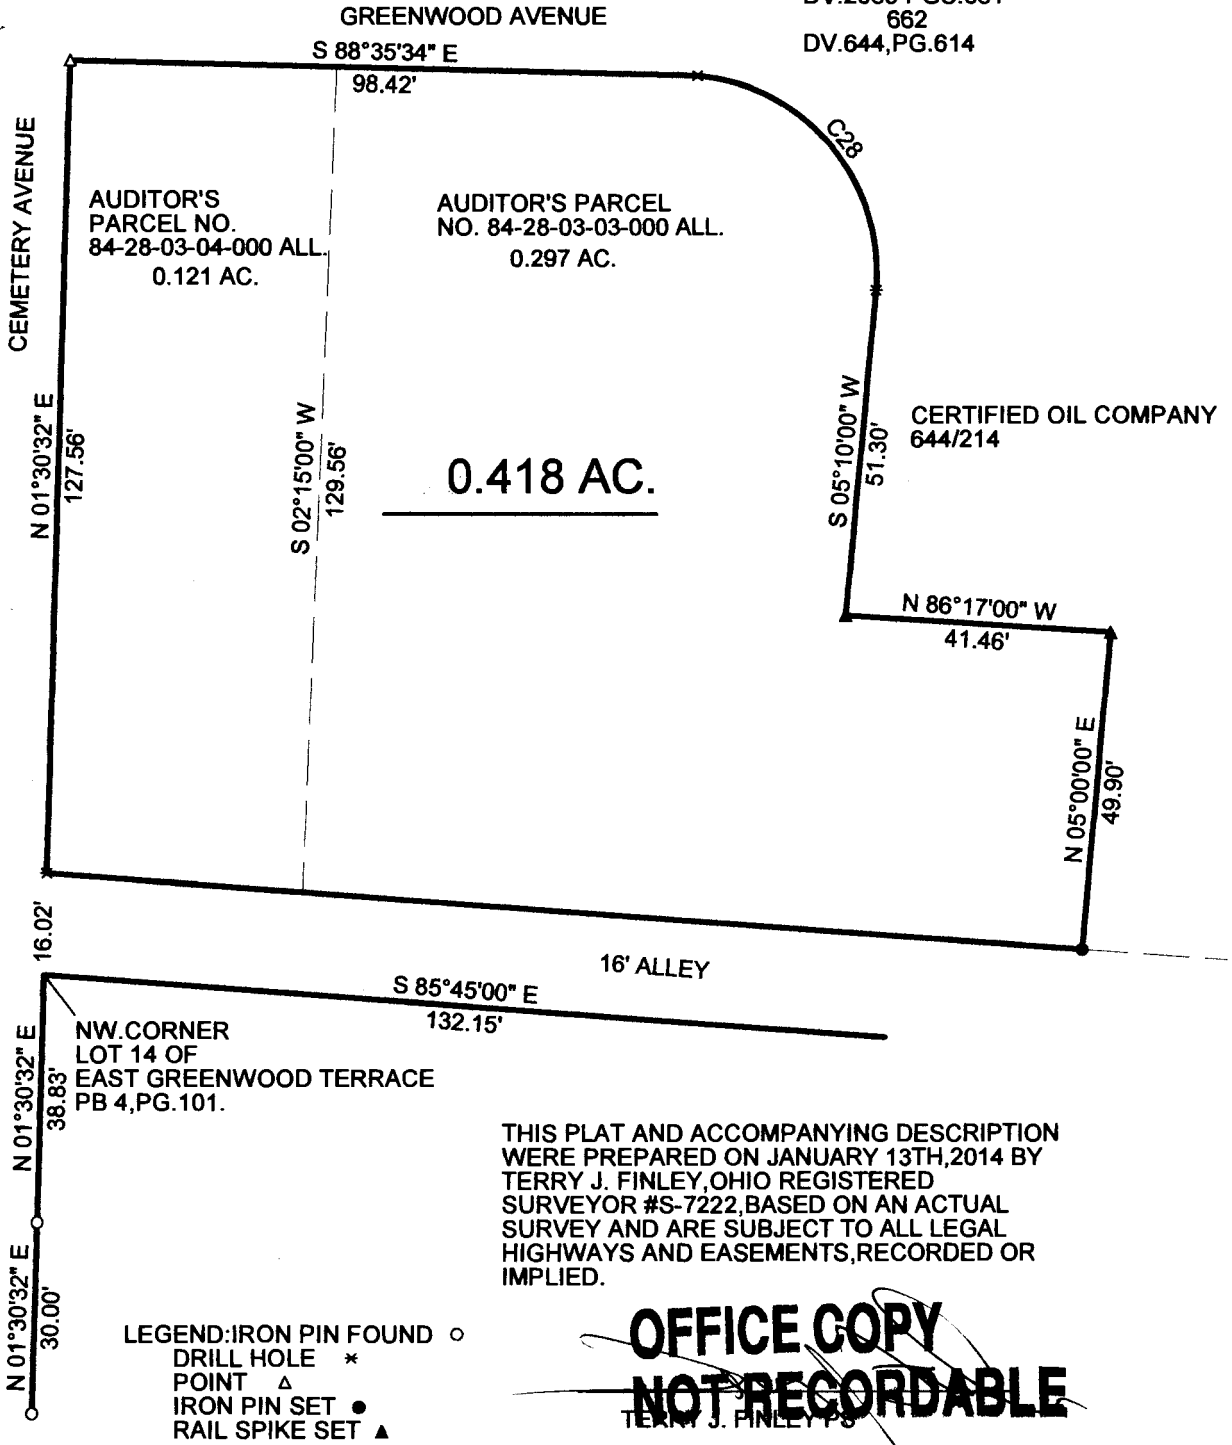 GREENWOOD AVENUE
662
DV.644,PG.614
S 88°35'34" E
98.42'
C28
CEMETERY AVENUE
AUDITOR'S
PARCEL NO.
84-28-03-04-000 ALL.
0.121 AC.
AUDITOR'S PARCEL
NO. 84-28-03-03-000 ALL.
0.297 AC.
N 01°30'32" E
127.56'
S 02°15'00" W
129.56'
0.418 AC.
S 05°10'00" W
51.30'
CERTIFIED OIL COMPANY
644/214
N 86°17'00" W
41.46'
N 05°00'00" E
49.90'
16.02'
16' ALLEY
S 85°45'00" E
132.15'
N 01°30'32" E
38.83'
NW.CORNER
LOT 14 OF
EAST GREENWOOD TERRACE
PB 4,PG.101.
N 01°30'32" E
30.00'
THIS PLAT AND ACCOMPANYING DESCRIPTION
WERE PREPARED ON JANUARY 13TH,2014 BY
TERRY J. FINLEY,OHIO REGISTERED
SURVEYOR #S-7222,BASED ON AN ACTUAL
SURVEY AND ARE SUBJECT TO ALL LEGAL
HIGHWAYS AND EASEMENTS,RECORDED OR
IMPLIED.
LEGEND:IRON PIN FOUND
DRILL HOLE
POINT
IRON PIN SET
RAIL SPIKE SET
OFFICE COPY
NOT RECORDABLE
TERRY J. FINLEY PS